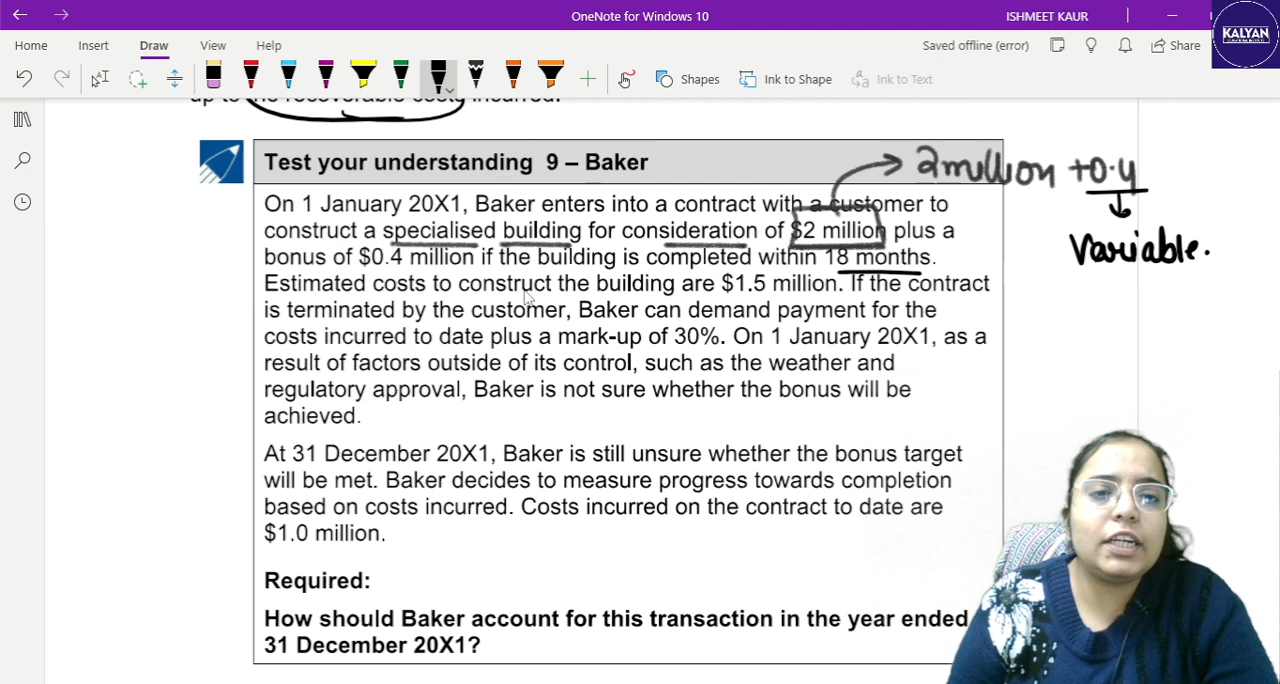 OneNote for Windows 10
ISHMEET KAUR
KALYAN
Home Insert Draw View Help
Saved offline (error) Share
Shapes Ink to Shape Ink to Text
up to the recoverable costs incurred.
Test your understanding 9 – Baker
2 million + 0.4
Variable.
On 1 January 20X1, Baker enters into a contract with a customer to
construct a specialised building for consideration of $2 million plus a
bonus of $0.4 million if the building is completed within 18 months.
Estimated costs to construct the building are $1.5 million. If the contract
is terminated by the customer, Baker can demand payment for the
costs incurred to date plus a mark-up of 30%. On 1 January 20X1, as a
result of factors outside of its control, such as the weather and
regulatory approval, Baker is not sure whether the bonus will be
achieved.
At 31 December 20X1, Baker is still unsure whether the bonus target
will be met. Baker decides to measure progress towards completion
based on costs incurred. Costs incurred on the contract to date are
$1.0 million.
Required:
How should Baker account for this transaction in the year ended
31 December 20X1?